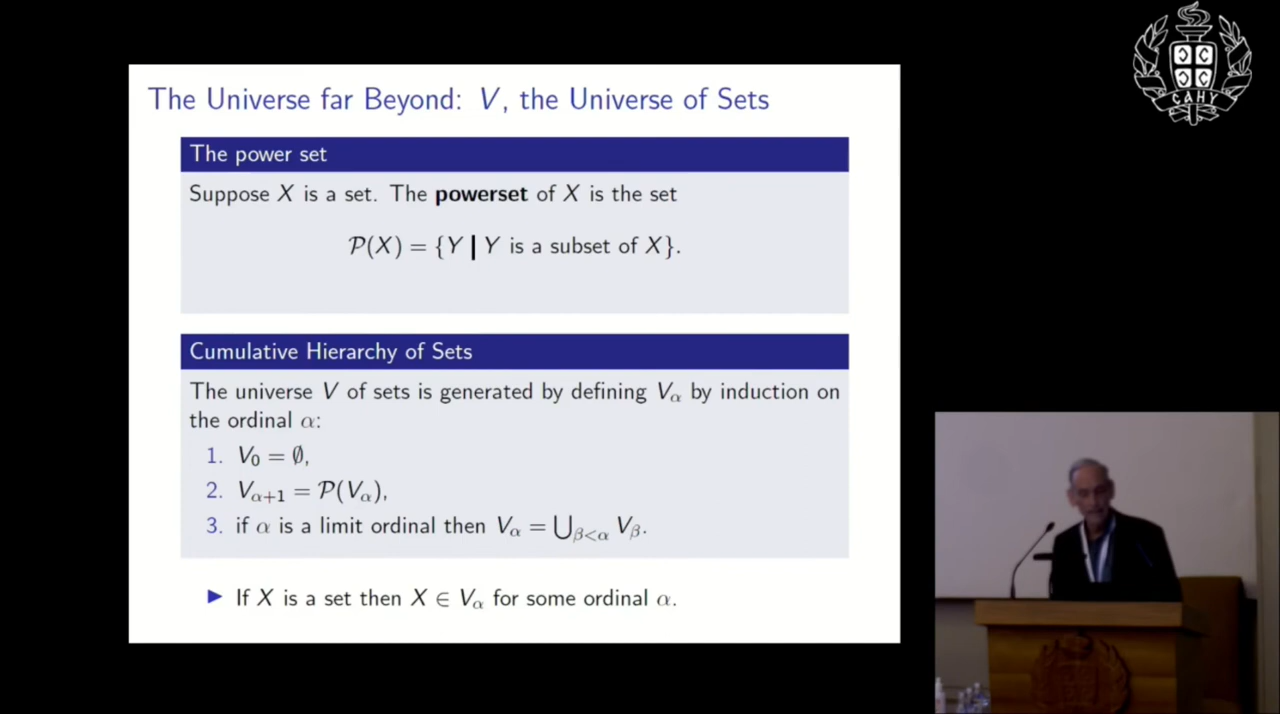 The Universe far Beyond: V, the Universe of Sets
The power set
Suppose X is a set. The powerset of X is the set
𝒫(X) = {Y | Y is a subset of X}.
Cumulative Hierarchy of Sets
The universe V of sets is generated by defining V_α by induction on
the ordinal α:
1. V₀ = ∅,
2. V_{α+1} = 𝒫(V_α),
3. if α is a limit ordinal then V_α = ⋃_{β<α} V_β.
▶ If X is a set then X ∈ V_α for some ordinal α.
САНУ